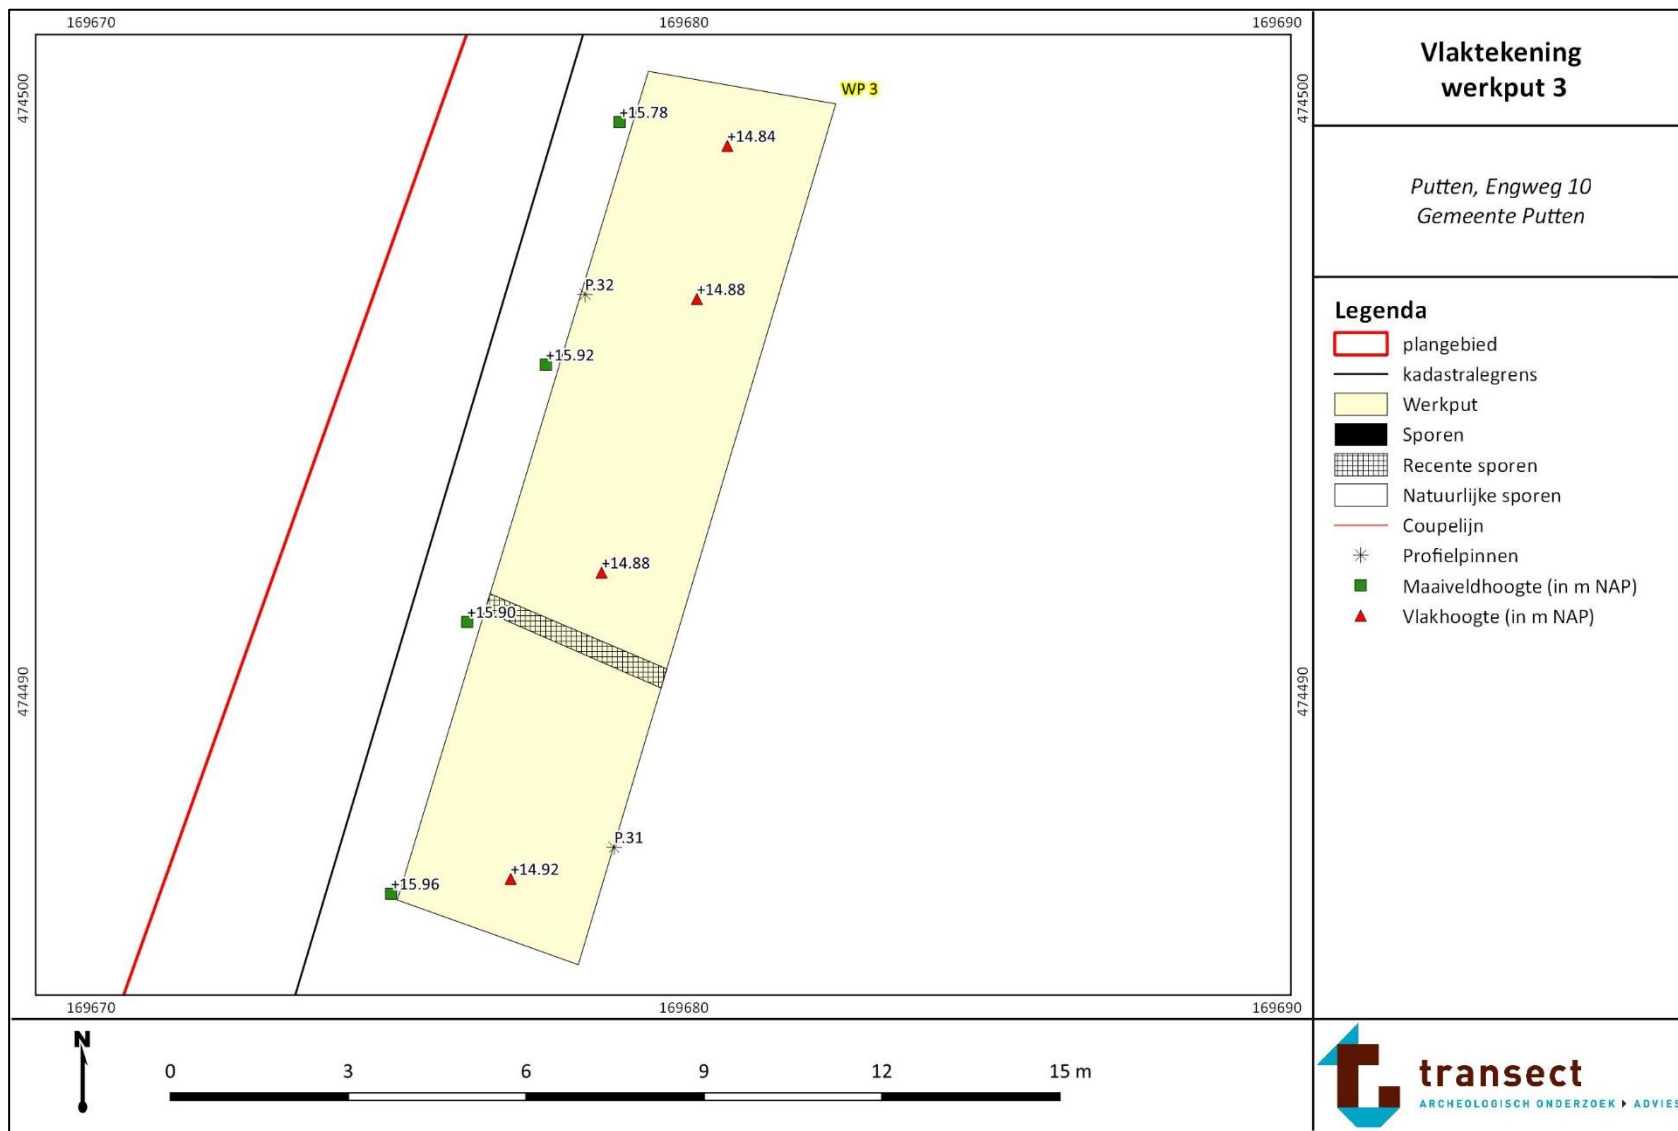 169670
169680
169690
474500
474500
WP 3
+15.78
+14.84
P.32
+14.88
+15.92
+14.88
+15.90
474490
474490
P.31
+14.92
+15.96
169670
169680
169690
N
0
3
6
9
12
15 m
Vlaktekening
werkput 3
Putten, Engweg 10
Gemeente Putten
Legenda
plangebied
kadastralegrens
Werkput
Sporen
Recente sporen
Natuurlijke sporen
Coupelijn
Profielpinnen
Maaiveldhoogte (in m NAP)
Vlakhoogte (in m NAP)
transect
ARCHEOLOGISCH ONDERZOEK ▸ ADVIES